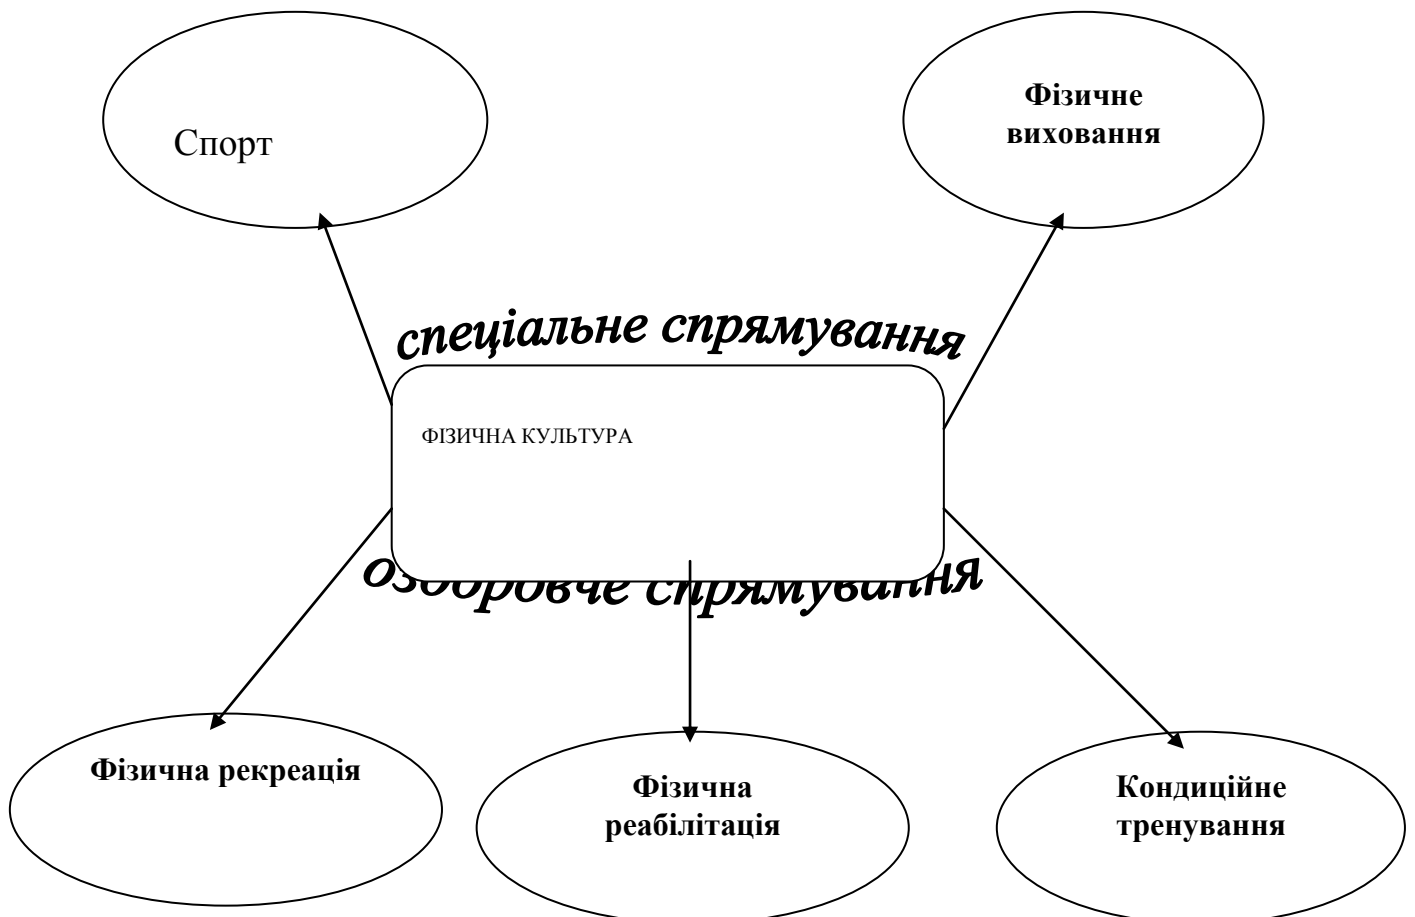 Спорт
Фізичне
виховання
спеціальне спрямування
ФІЗИЧНА КУЛЬТУРА
оздоровче спрямування
Фізична рекреація
Фізична
реабілітація
Кондиційне
тренування